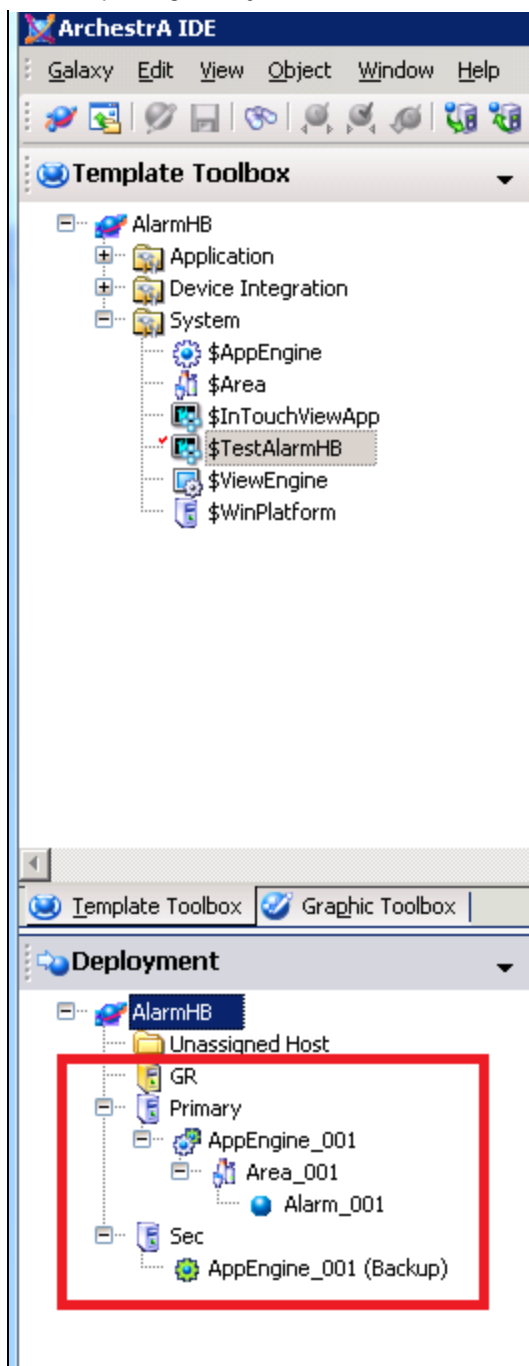 ArchestrA IDE
Galaxy Edit View Object Window Help
Template Toolbox
AlarmHB
Application
Device Integration
System
$AppEngine
$Area
$InTouchViewApp
$TestAlarmHB
$ViewEngine
$WinPlatform
Template Toolbox Graphic Toolbox
Deployment
AlarmHB
Unassigned Host
GR
Primary
AppEngine_001
Area_001
Alarm_001
Sec
AppEngine_001 (Backup)